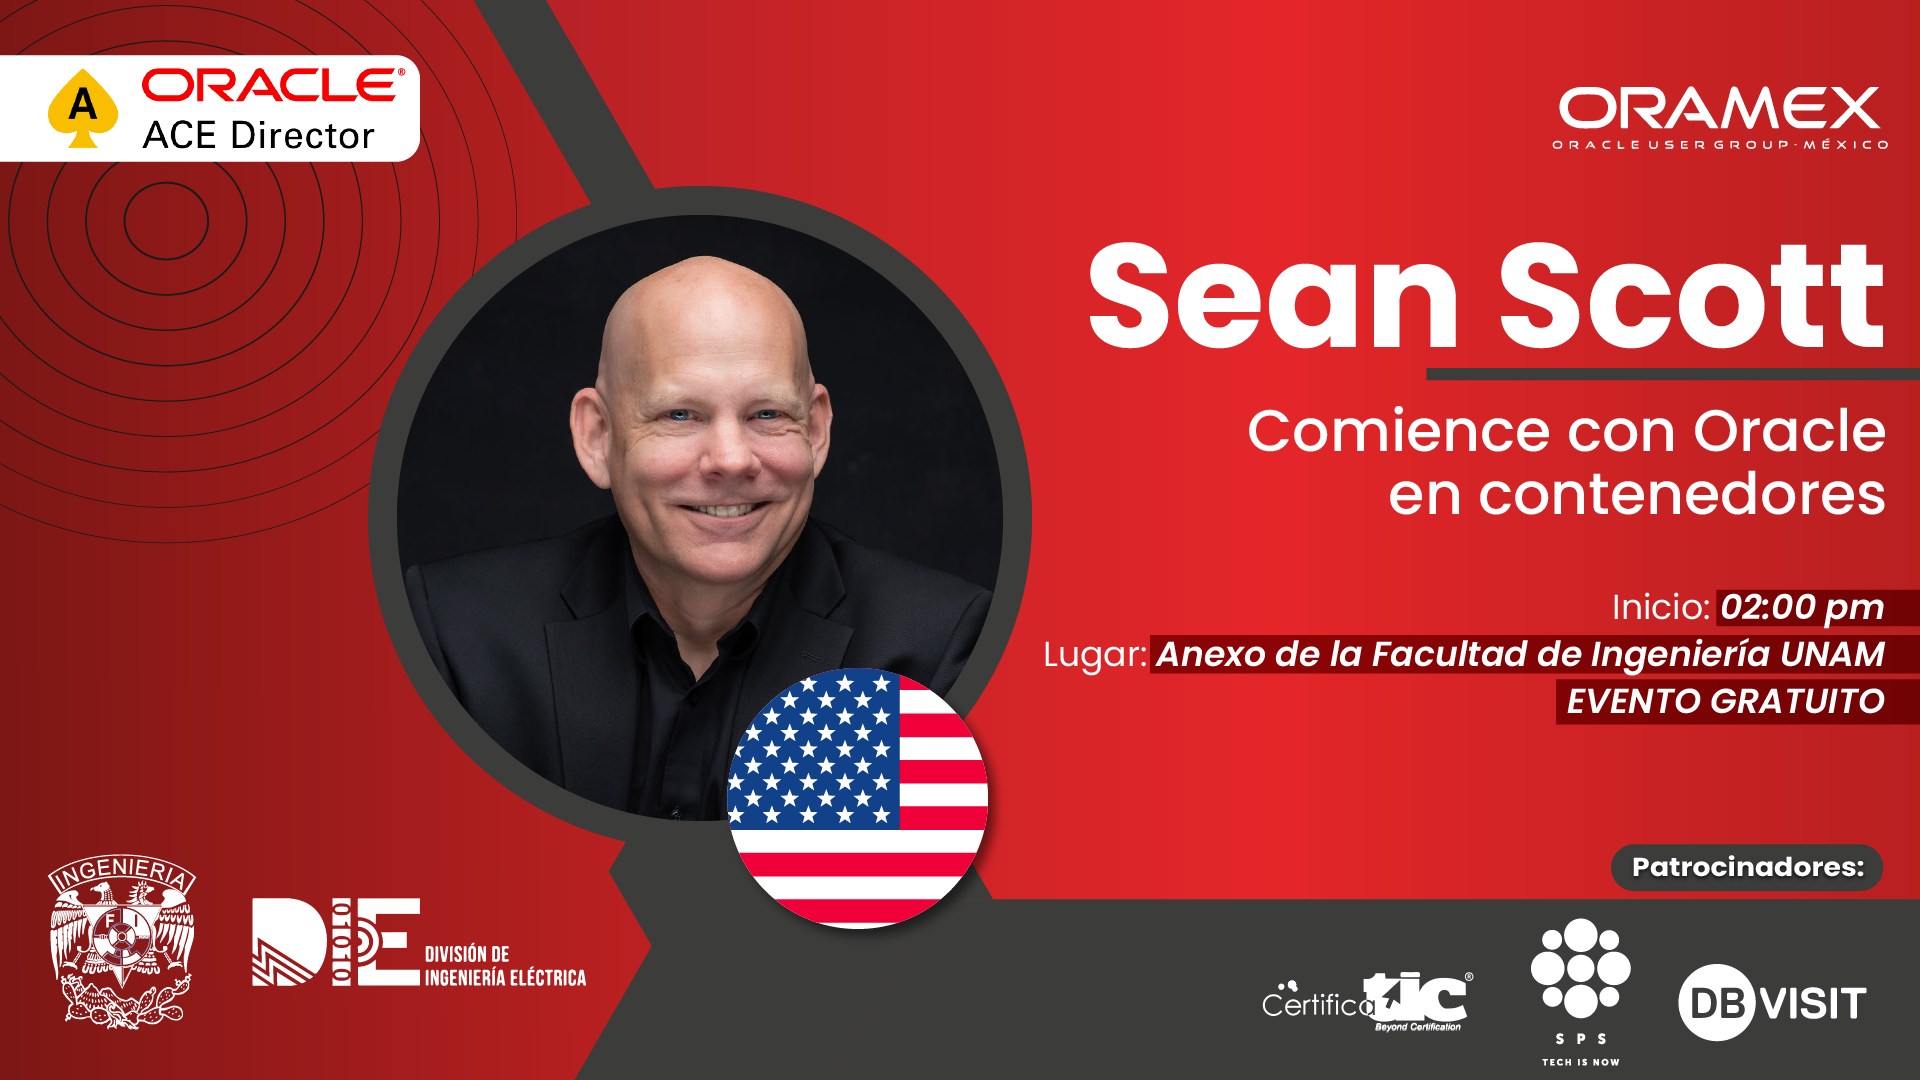 A
ORACLE®
ACE Director
ORAMEX
ORACLE USER GROUP - MÉXICO
Sean Scott
Comience con Oracle
en contenedores
Inicio: 02:00 pm
Lugar: Anexo de la Facultad de Ingeniería UNAM
EVENTO GRATUITO
Patrocinadores:
INGENIERIA
F I
DIE
01010
DIVISIÓN DE
INGENIERÍA ELÉCTRICA
Certificatic®
Beyond Certification
SPS
TECH IS NOW
DBVISIT